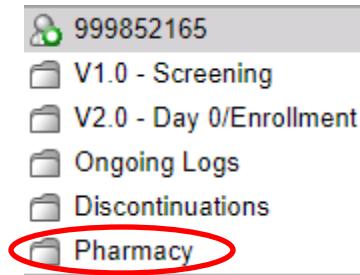 999852165
V1.0 - Screening
V2.0 - Day 0/Enrollment
Ongoing Logs
Discontinuations
Pharmacy